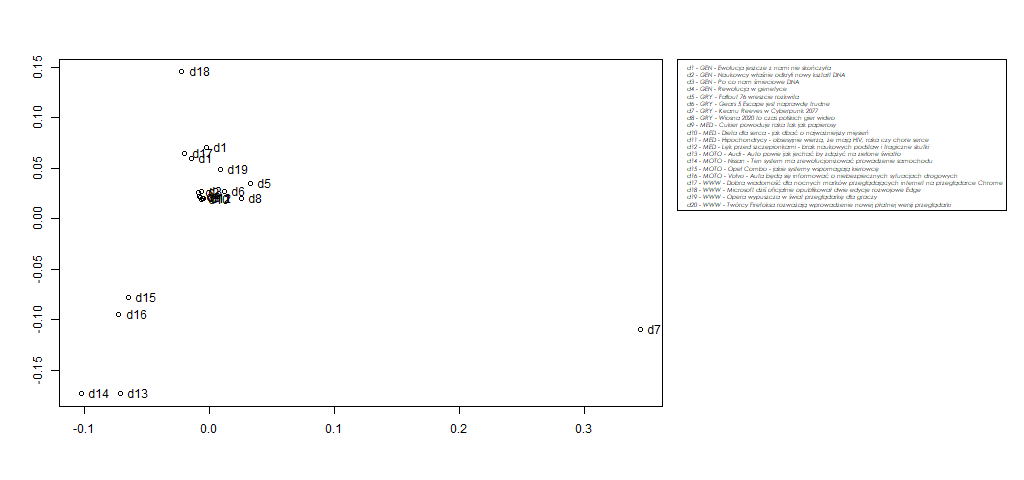 0.15
0.10
0.05
0.00
-0.05
-0.10
-0.15
-0.1
0.0
0.1
0.2
0.3
d18
d1
d17
d19
d5
d6
d8
d15
d16
d7
d14
d13
d1 - GEN - Ewolucja jeszcze z nami nie skończyła
d2 - GEN - Naukowcy właśnie odkryli nowy kształt DNA
d3 - GEN - Po co nam śmieciowe DNA
d4 - GEN - Rewolucja w genetyce
d5 - GRY - Fallout 76 wreszcie rozkwita
d6 - GRY - Gears 5 Escape jest naprawdę trudne
d7 - GRY - Keanu Reeves w Cyberpunk 2077
d8 - GRY - Wiosna 2020 to czas polskich gier wideo
d9 - MED - Cukier powoduje raka tak jak papierosy
d10 - MED - Dieta dla serca - jak dbać o najważniejszy mięsień
d11 - MED - Hipochondrycy - obsesyjnie wierzą, że mają HIV, raka czy chore serce
d12 - MED - Lęk przed szczepionkami - brak naukowych podstaw i tragiczne skutki
d13 - MOTO - Audi - Auto powie jak jechać by zdążyć na zielone światło
d14 - MOTO - Nissan - Ten system ma zrewolucjonizować prowadzenie samochodu
d15 - MOTO - Opel Combo - jakie systemy wspomagają kierowcę
d16 - MOTO - Volvo - Auta będą się informować o niebezpiecznych sytuacjach drogowych
d17 - WWW - Dobra wiadomość dla nocnych marków przeglądających internet na przeglądarce Chrome
d18 - WWW - Microsoft dziś oficjalnie opublikował dwie edycje rozwojowe Edge
d19 - WWW - Opera wypuszcza w świat przeglądarkę dla graczy
d20 - WWW - Twórcy Firefoksa rozważają wprowadzenie nowej płatnej wersji przeglądarki